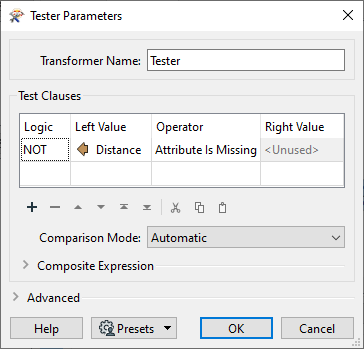 Tester Parameters
Transformer Name: Tester
Test Clauses
Logic Left Value Operator Right Value
NOT Distance Attribute Is Missing <Unused>
Comparison Mode: Automatic
Composite Expression
Advanced
Help Presets OK Cancel